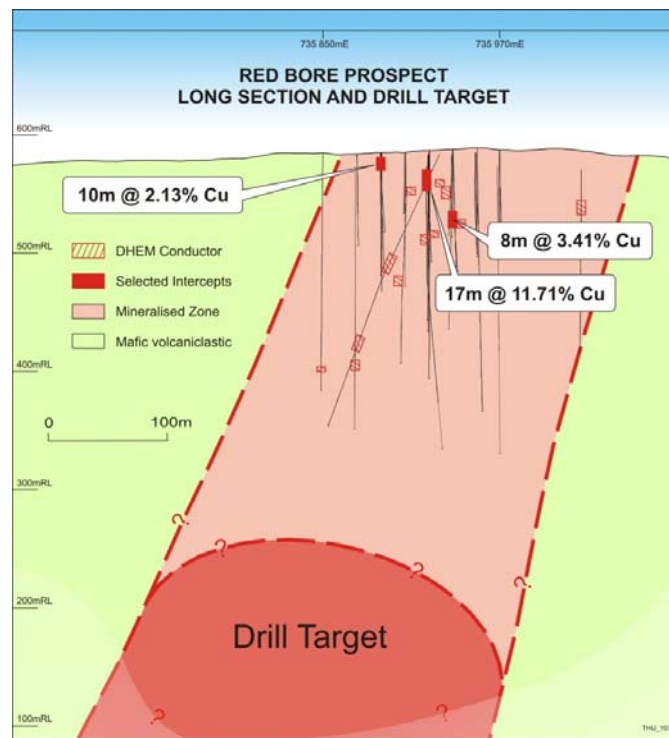 735 850mE
735 970mE
RED BORE PROSPECT
LONG SECTION AND DRILL TARGET
600mRL
10m @ 2.13% Cu
500mRL
8m @ 3.41% Cu
DHEM Conductor
Selected Intercepts
17m @ 11.71% Cu
Mineralised Zone
Mafic volcaniclastic
400mRL
0
100m
300mRL
?
?
?
?
200mRL
Drill Target
100mRL
?
?